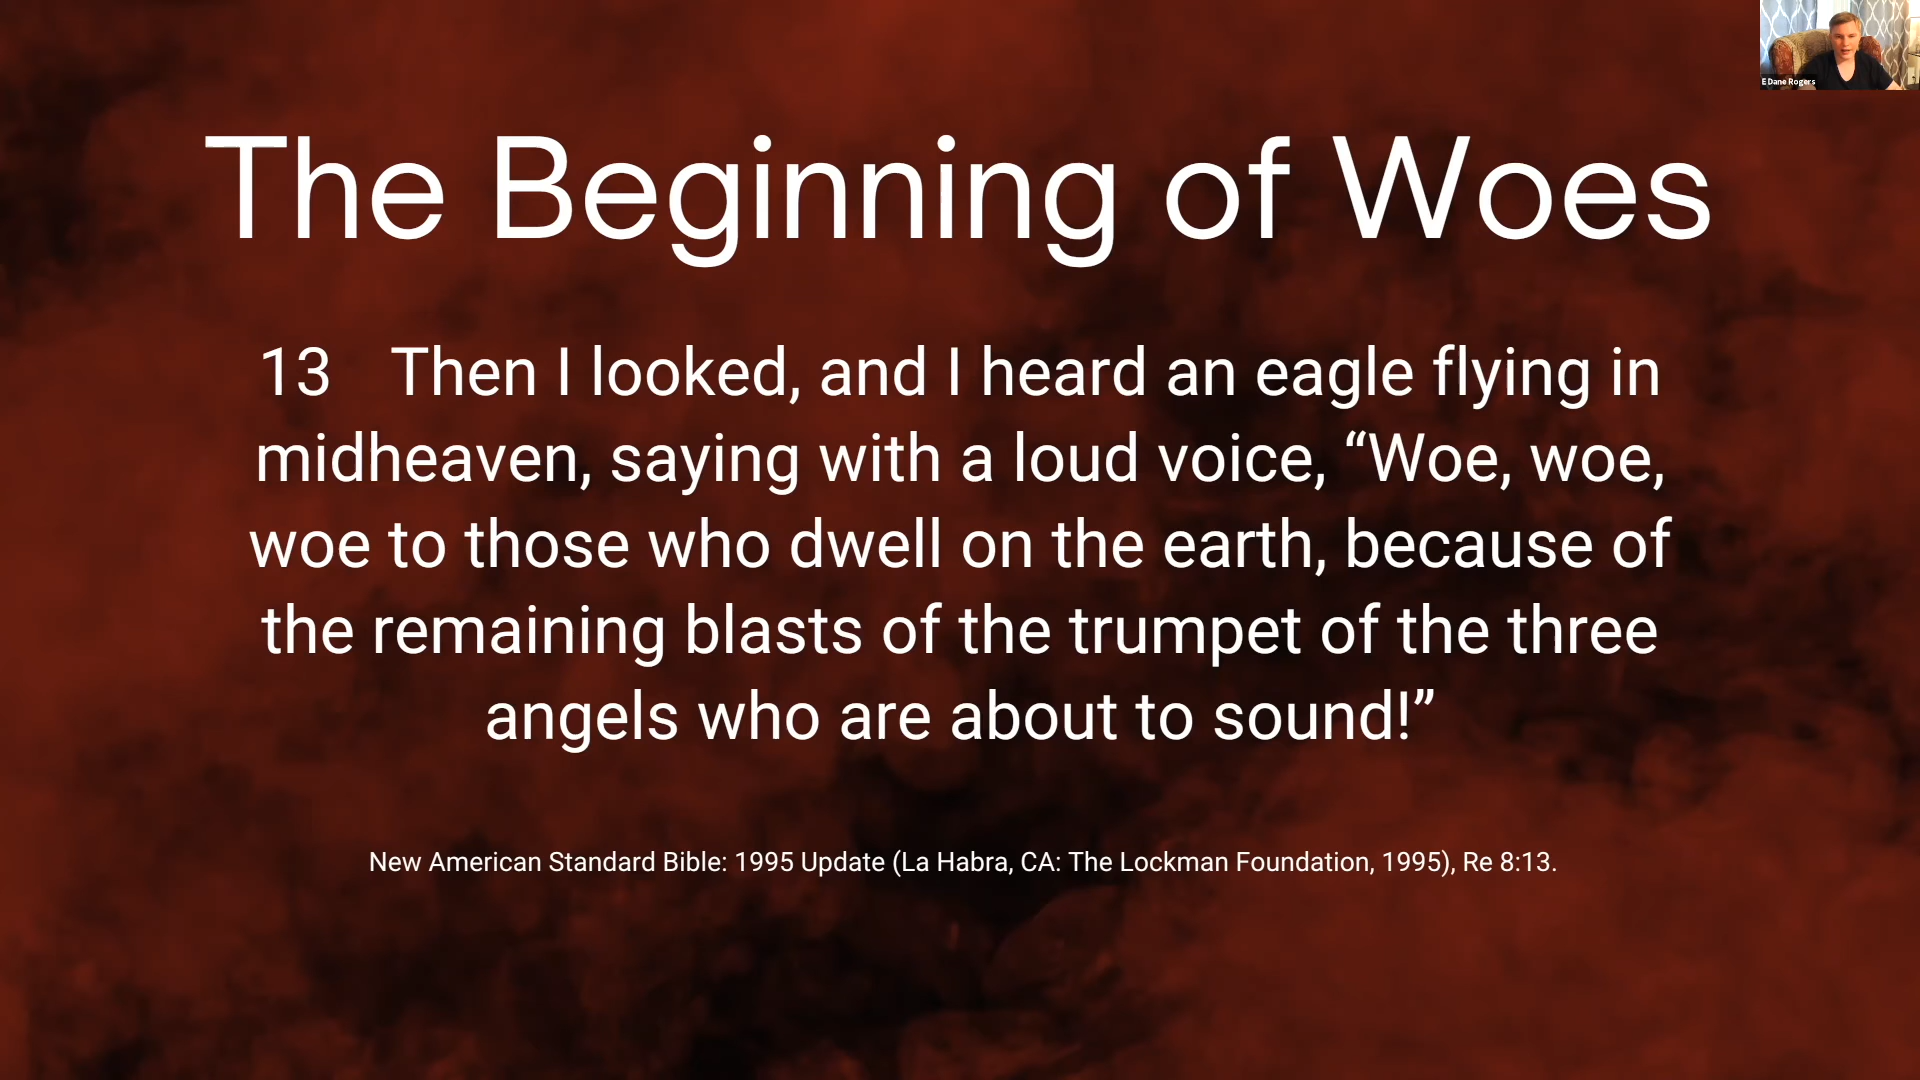 E Dane Rogers
The Beginning of Woes
13 Then I looked, and I heard an eagle flying in
midheaven, saying with a loud voice, “Woe, woe,
woe to those who dwell on the earth, because of
the remaining blasts of the trumpet of the three
angels who are about to sound!”
New American Standard Bible: 1995 Update (La Habra, CA: The Lockman Foundation, 1995), Re 8:13.